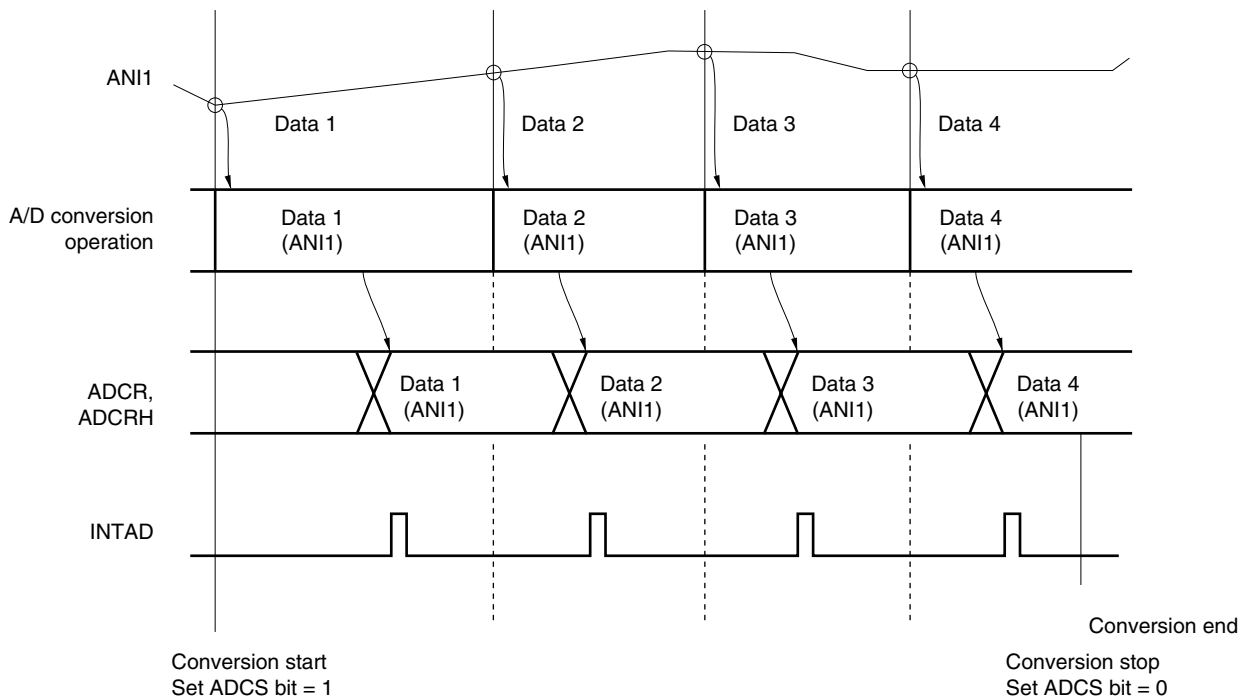 ANI1
Data 1
Data 2
Data 3
Data 4
A/D conversion
operation
Data 1
(ANI1)
Data 2
(ANI1)
Data 3
(ANI1)
Data 4
(ANI1)
ADCR,
ADCRH
Data 1
(ANI1)
Data 2
(ANI1)
Data 3
(ANI1)
Data 4
(ANI1)
INTAD
Conversion end
Conversion start
Set ADCS bit = 1
Conversion stop
Set ADCS bit = 0